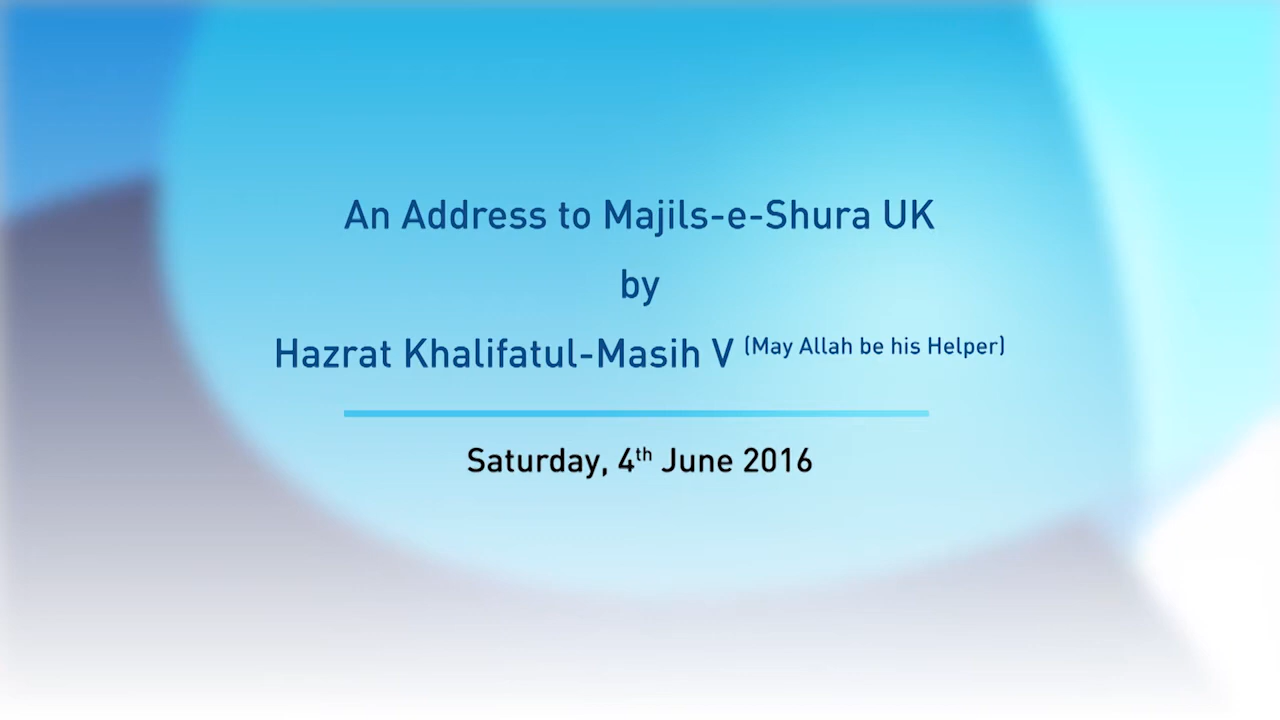 An Address to Majils-e-Shura UK
by
Hazrat Khalifatul-Masih V (May Allah be his Helper)
Saturday, 4th June 2016